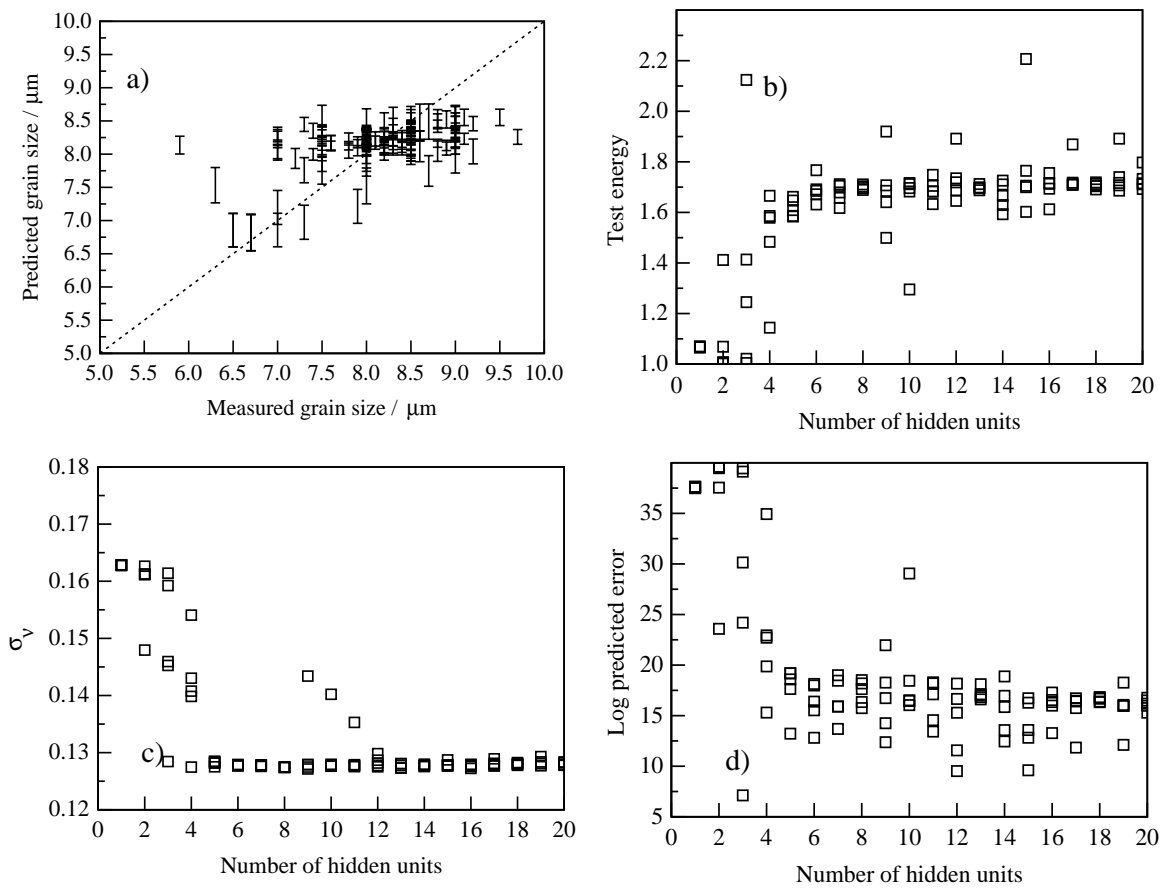 10.0
9.5
9.0
8.5
8.0
7.5
7.0
6.5
6.0
5.5
5.0
Predicted grain size / μm
a)
5.0 5.5 6.0 6.5 7.0 7.5 8.0 8.5 9.0 9.5 10.0
Measured grain size / μm
2.2
2.0
1.8
1.6
1.4
1.2
1.0
Test energy
b)
0 2 4 6 8 10 12 14 16 18 20
Number of hidden units
0.18
0.17
0.16
0.15
0.14
0.13
0.12
σν
c)
0 2 4 6 8 10 12 14 16 18 20
Number of hidden units
35
30
25
20
15
10
5
Log predicted error
d)
0 2 4 6 8 10 12 14 16 18 20
Number of hidden units